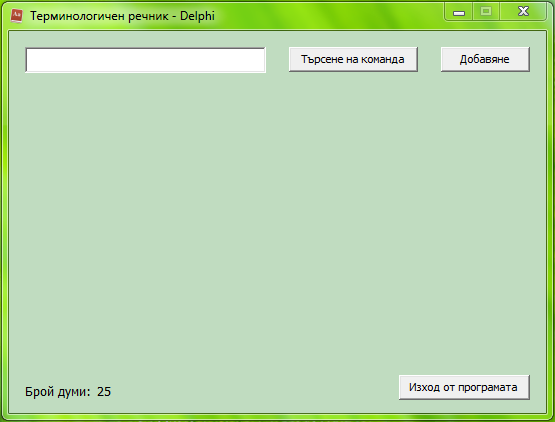 Терминологичен речник - Delphi
Търсене на команда
Добавяне
Брой думи: 25
Изход от програмата